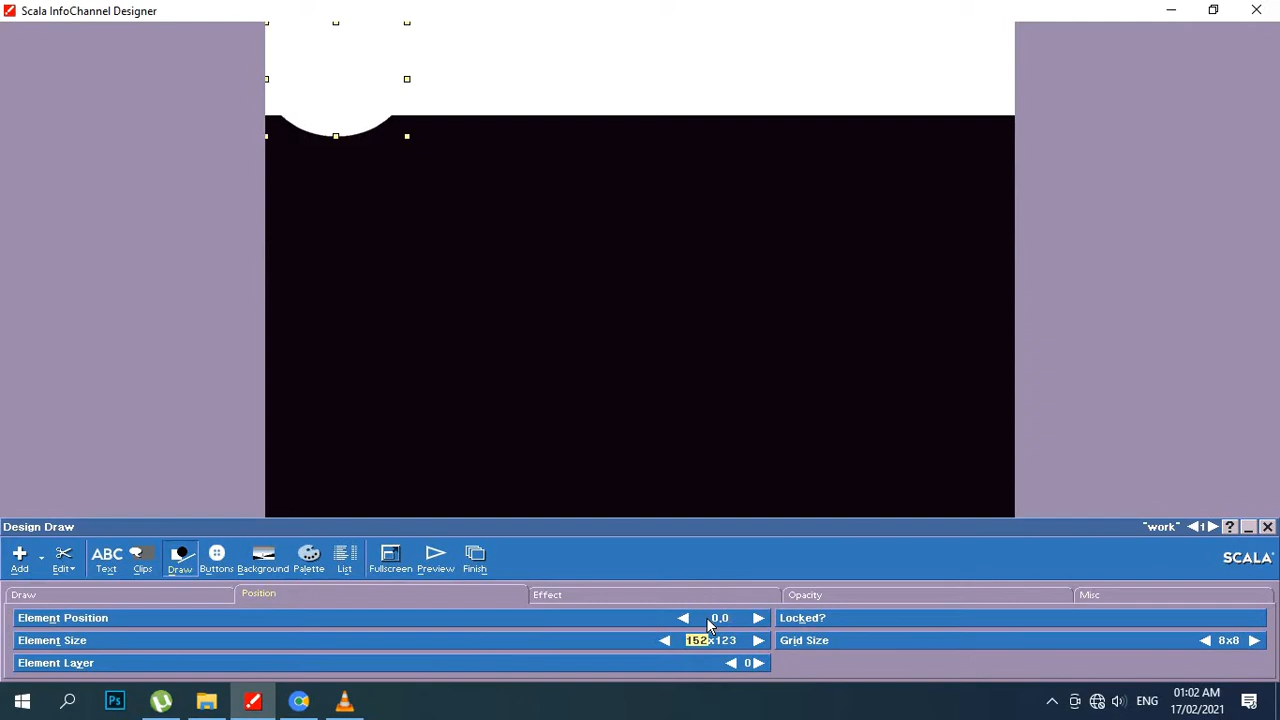 Scala InfoChannel Designer
Design Draw
"work" 1 ?
Add Edit ABC Text Clips Draw Buttons Background Palette List Fullscreen Preview Finish SCALA
Draw Position Effect Opacity Misc
Element Position 0,0 Locked?
Element Size 152x123 Grid Size 8x8
Element Layer 0
Ps ENG 01:02 AM
17/02/2021